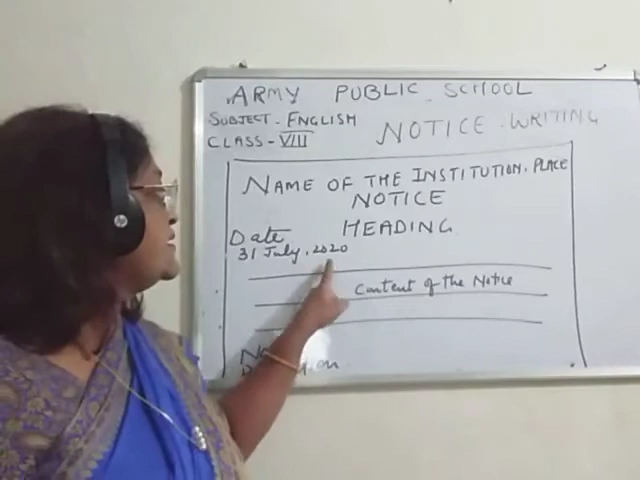 ARMY PUBLIC SCHOOL
SUBJECT - ENGLISH
NOTICE - WRITING
CLASS - VIII
NAME OF THE INSTITUTION, PLACE
NOTICE
Date HEADING
31 July, 2020
Content of the Notice
hp